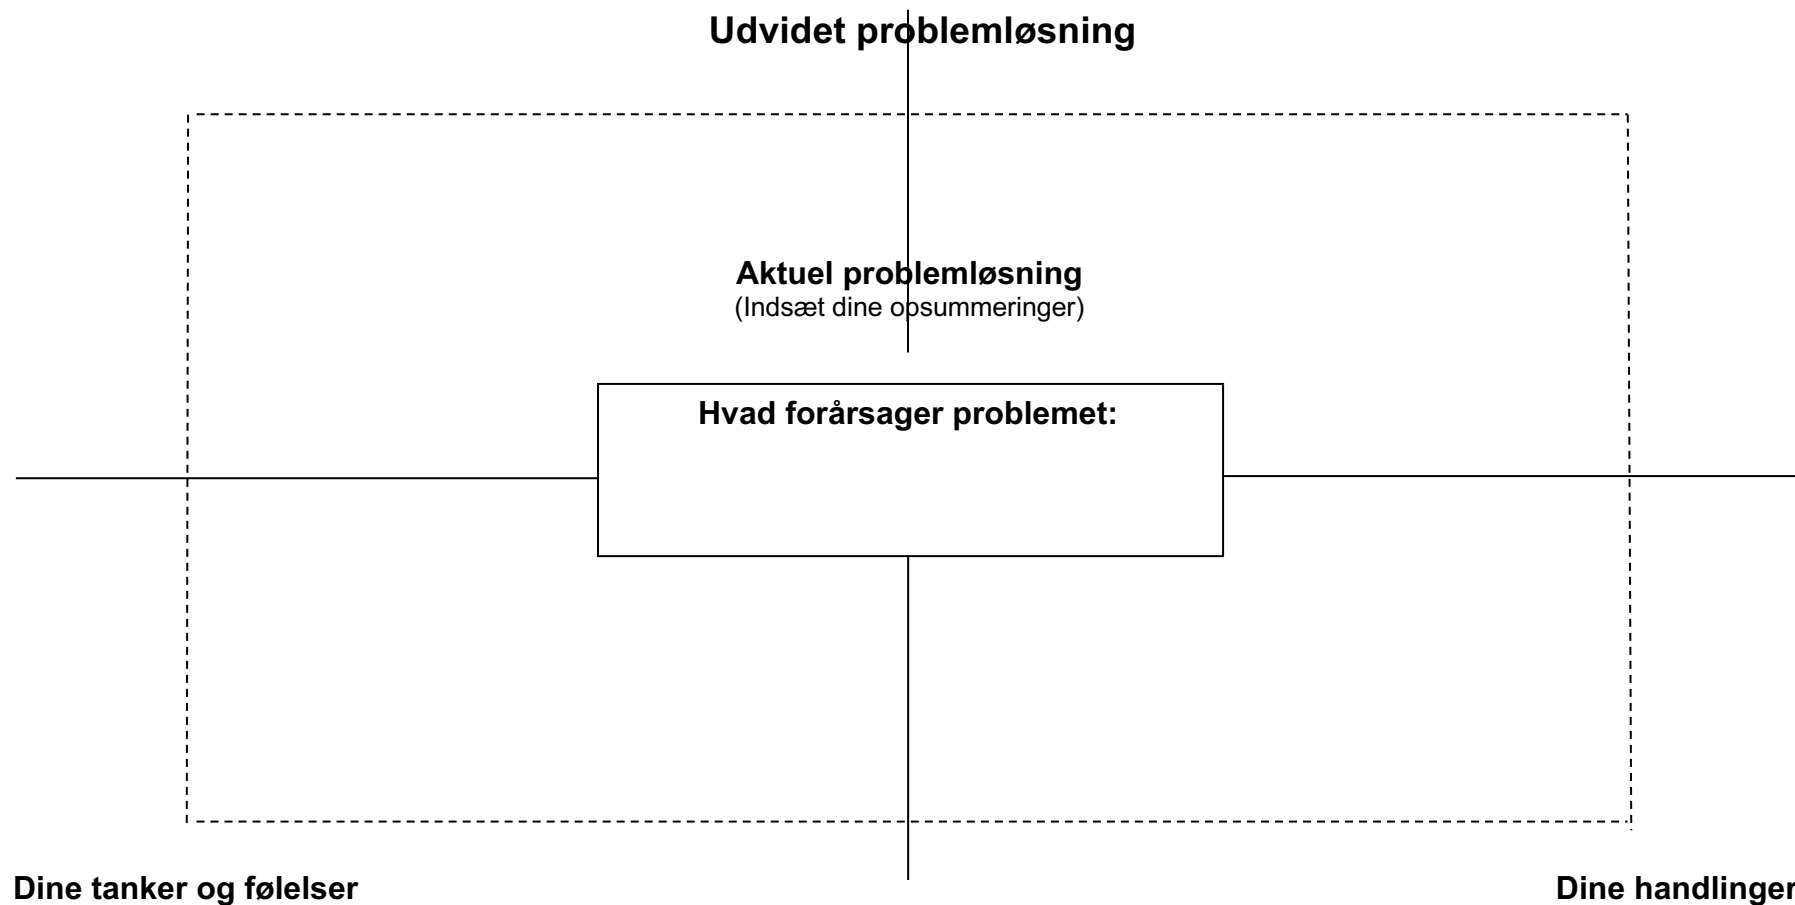 Udvidet problemløsning
Aktuel problemløsning
(Indsæt dine opsummeringer)
Hvad forårsager problemet:
Dine tanker og følelser
Dine handlinger